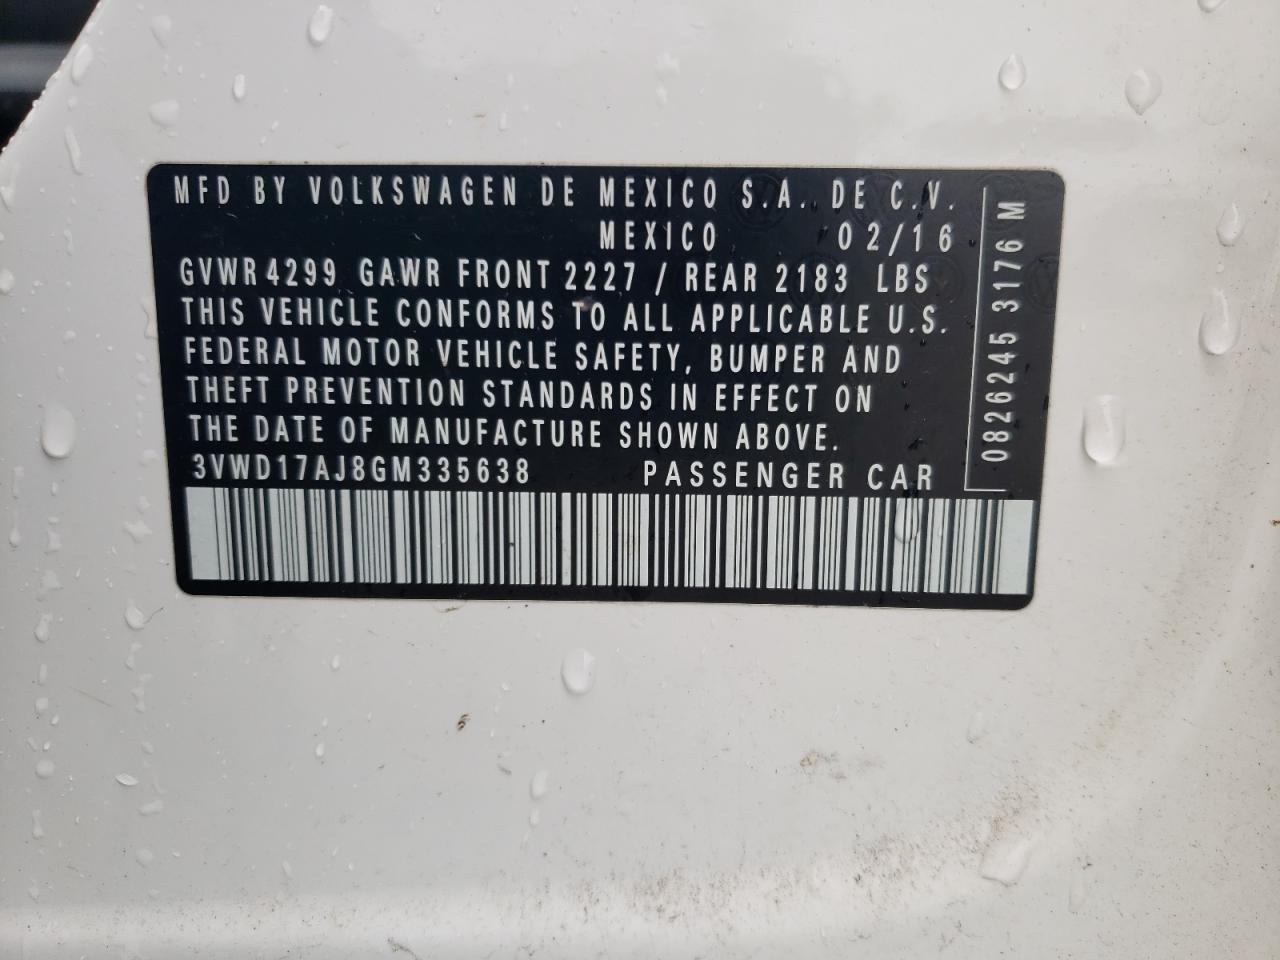 MFD BY VOLKSWAGEN DE MEXICO S.A. DE C.V.
MEXICO 02/16
GVWR 4299 GAWR FRONT 2227 / REAR 2183 LBS
THIS VEHICLE CONFORMS TO ALL APPLICABLE U.S.
FEDERAL MOTOR VEHICLE SAFETY, BUMPER AND
THEFT PREVENTION STANDARDS IN EFFECT ON
THE DATE OF MANUFACTURE SHOWN ABOVE.
3VWD17AJ8GM335638 PASSENGER CAR
0826245 3176 M